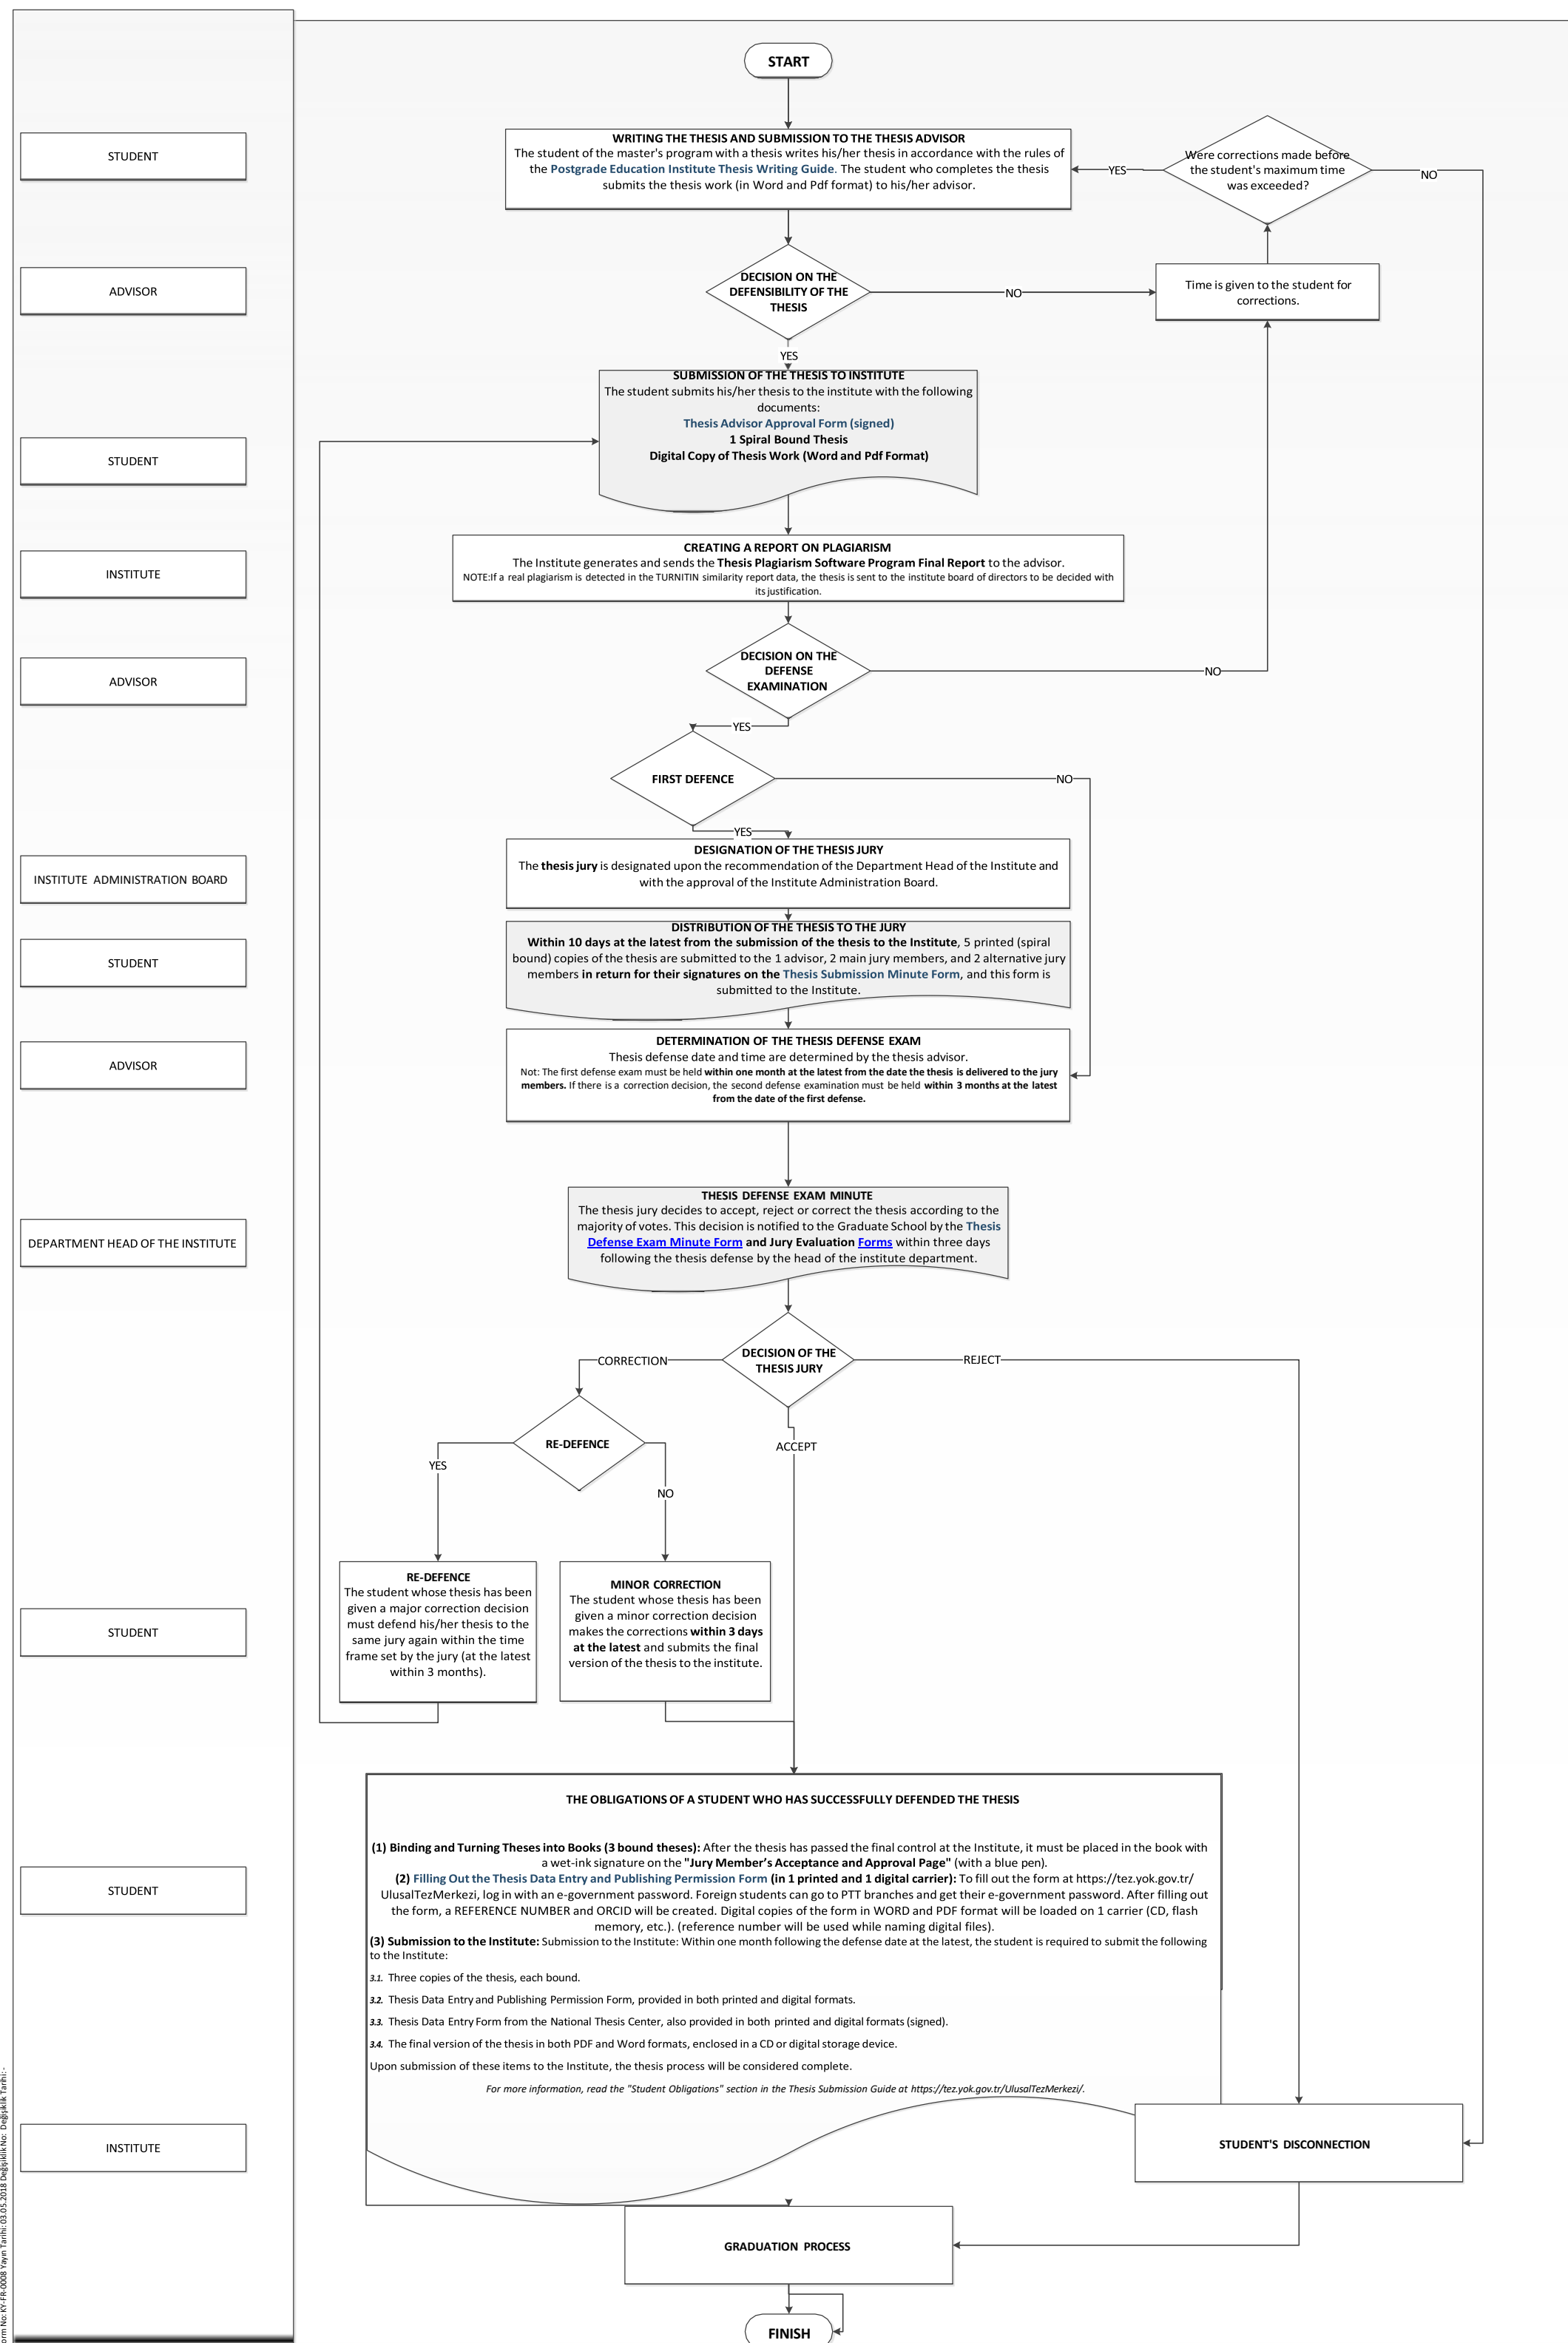 START
STUDENT
WRITING THE THESIS AND SUBMISSION TO THE THESIS ADVISOR
The student of the master's program with a thesis writes his/her thesis in accordance with the rules of
the Postgrade Education Institute Thesis Writing Guide. The student who completes the thesis
submits the thesis work (in Word and Pdf format) to his/her advisor.
YES
Were corrections made before
the student's maximum time
was exceeded?
NO
ADVISOR
DECISION ON THE
DEFENSIBILITY OF THE
THESIS
NO
Time is given to the student for
corrections.
YES
STUDENT
SUBMISSION OF THE THESIS TO INSTITUTE
The student submits his/her thesis to the institute with the following
documents:
Thesis Advisor Approval Form (signed)
1 Spiral Bound Thesis
Digital Copy of Thesis Work (Word and Pdf Format)
INSTITUTE
CREATING A REPORT ON PLAGIARISM
The Institute generates and sends the Thesis Plagiarism Software Program Final Report to the advisor.
NOTE:If a real plagiarism is detected in the TURNITIN similarity report data, the thesis is sent to the institute board of directors to be decided with
its justification.
ADVISOR
DECISION ON THE
DEFENSE
EXAMINATION
NO
YES
FIRST DEFENCE
NO
YES
INSTITUTE ADMINISTRATION BOARD
DESIGNATION OF THE THESIS JURY
The thesis jury is designated upon the recommendation of the Department Head of the Institute and
with the approval of the Institute Administration Board.
STUDENT
DISTRIBUTION OF THE THESIS TO THE JURY
Within 10 days at the latest from the submission of the thesis to the Institute, 5 printed (spiral
bound) copies of the thesis are submitted to the 1 advisor, 2 main jury members, and 2 alternative jury
members in return for their signatures on the Thesis Submission Minute Form, and this form is
submitted to the Institute.
ADVISOR
DETERMINATION OF THE THESIS DEFENSE EXAM
Thesis defense date and time are determined by the thesis advisor.
Not: The first defense exam must be held within one month at the latest from the date the thesis is delivered to the jury
members. If there is a correction decision, the second defense examination must be held within 3 months at the latest
from the date of the first defense.
DEPARTMENT HEAD OF THE INSTITUTE
THESIS DEFENSE EXAM MINUTE
The thesis jury decides to accept, reject or correct the thesis according to the
majority of votes. This decision is notified to the Graduate School by the Thesis
Defense Exam Minute Form and Jury Evaluation Forms within three days
following the thesis defense by the head of the institute department.
CORRECTION
DECISION OF THE
THESIS JURY
REJECT
RE-DEFENCE
ACCEPT
YES
NO
STUDENT
RE-DEFENCE
The student whose thesis has been
given a major correction decision
must defend his/her thesis to the
same jury again within the time
frame set by the jury (at the latest
within 3 months).
MINOR CORRECTION
The student whose thesis has been
given a minor correction decision
makes the corrections within 3 days
at the latest and submits the final
version of the thesis to the institute.
STUDENT
THE OBLIGATIONS OF A STUDENT WHO HAS SUCCESSFULLY DEFENDED THE THESIS
(1) Binding and Turning Theses into Books (3 bound theses): After the thesis has passed the final control at the Institute, it must be placed in the book with
a wet-ink signature on the "Jury Member’s Acceptance and Approval Page" (with a blue pen).
(2) Filling Out the Thesis Data Entry and Publishing Permission Form (in 1 printed and 1 digital carrier): To fill out the form at https://tez.yok.gov.tr/
UlusalTezMerkezi, log in with an e-government password. Foreign students can go to PTT branches and get their e-government password. After filling out
the form, a REFERENCE NUMBER and ORCID will be created. Digital copies of the form in WORD and PDF format will be loaded on 1 carrier (CD, flash
memory, etc.). (reference number will be used while naming digital files).
(3) Submission to the Institute: Submission to the Institute: Within one month following the defense date at the latest, the student is required to submit the following
to the Institute:
3.1. Three copies of the thesis, each bound.
3.2. Thesis Data Entry and Publishing Permission Form, provided in both printed and digital formats.
3.3. Thesis Data Entry Form from the National Thesis Center, also provided in both printed and digital formats (signed).
3.4. The final version of the thesis in both PDF and Word formats, enclosed in a CD or digital storage device.
Upon submission of these items to the Institute, the thesis process will be considered complete.
For more information, read the "Student Obligations" section in the Thesis Submission Guide at https://tez.yok.gov.tr/UlusalTezMerkezi/.
INSTITUTE
STUDENT'S DISCONNECTION
GRADUATION PROCESS
FINISH
orm No: KY-FR-0008 Yayın Tarihi: 03.05.2018 Değişiklik No: Değişiklik Tarihi: -